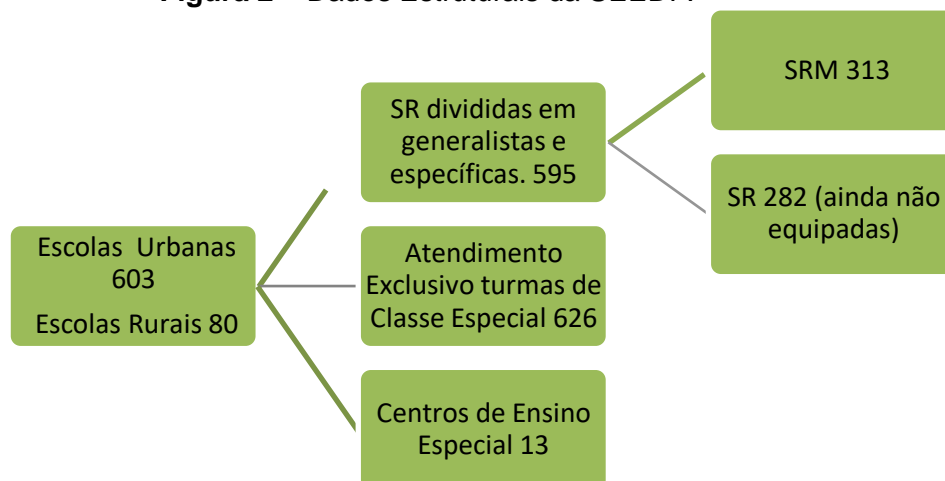 SRM 313
SR divididas em
generalistas e
específicas. 595
SR 282 (ainda não
equipadas)
Escolas Urbanas
603
Escolas Rurais 80
Atendimento
Exclusivo turmas de
Classe Especial 626
Centros de Ensino
Especial 13